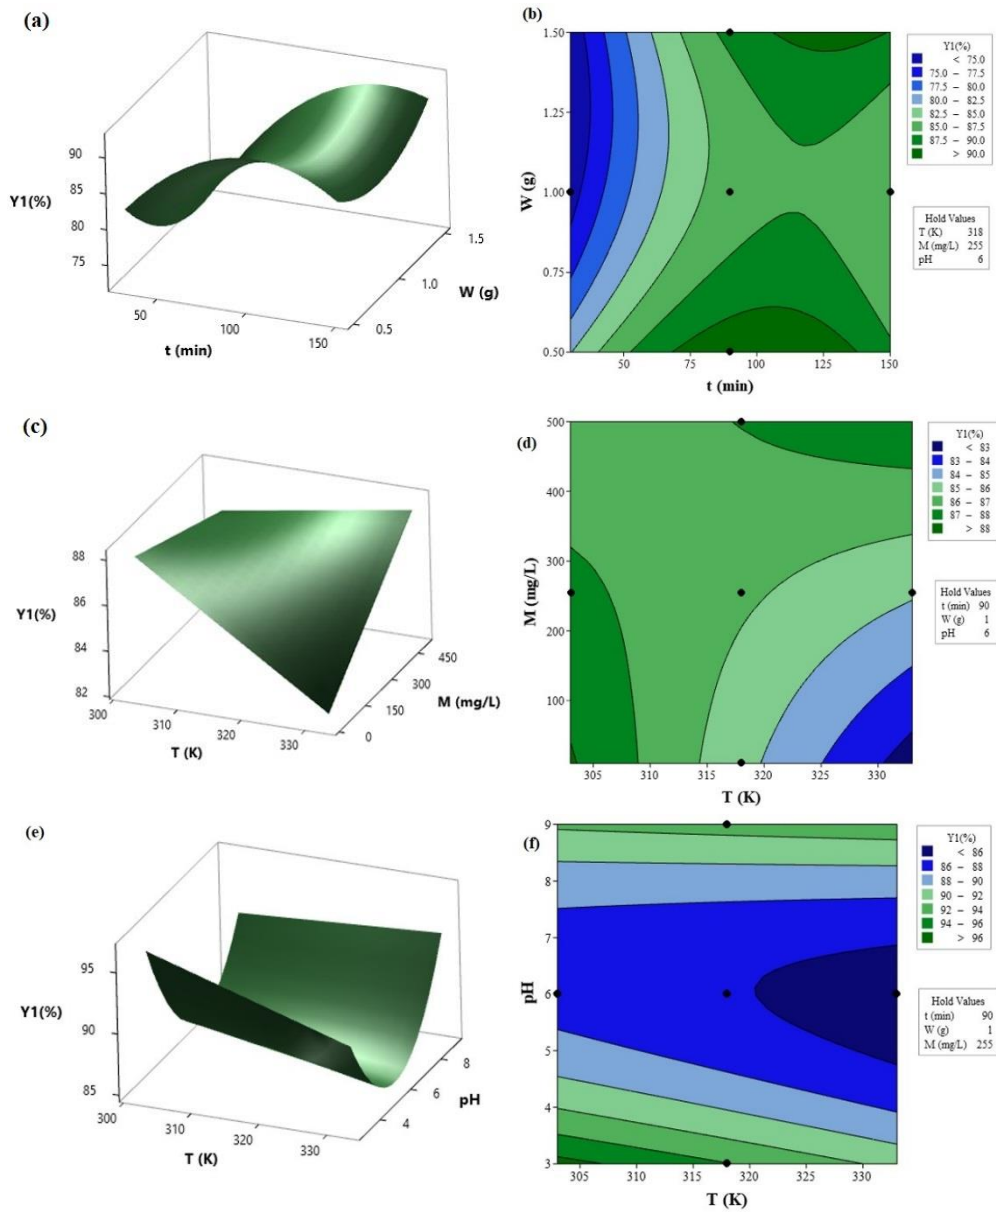 (a)
90
85
Y1(%)
80
75
1.5
1.0
W (g)
0.5
50
100
150
t (min)
(b)
1.50
1.25
1.00
0.75
0.50
W (g)
50
75
100
125
150
t (min)
Y1(%)
< 75.0
75.0 – 77.5
77.5 – 80.0
80.0 – 82.5
82.5 – 85.0
85.0 – 87.5
87.5 – 90.0
> 90.0
Hold Values
T (K) 318
M (mg/L) 255
pH 6
(c)
88
86
Y1(%)
84
82
300
310
320
330
T (K)
450
300
M (mg/L)
150
0
(d)
500
400
300
200
100
M (mg/L)
305
310
315
320
325
330
T (K)
Y1(%)
< 83
83 – 84
84 – 85
85 – 86
86 – 87
87 – 88
> 88
Hold Values
t (min) 90
W (g) 1
pH 6
(e)
95
Y1(%)
90
85
300
310
320
330
T (K)
8
6
pH
4
(f)
9
8
7
6
5
4
3
pH
305
310
315
320
325
330
T (K)
Y1(%)
< 86
86 – 88
88 – 90
90 – 92
92 – 94
94 – 96
> 96
Hold Values
t (min) 90
W (g) 1
M (mg/L) 255